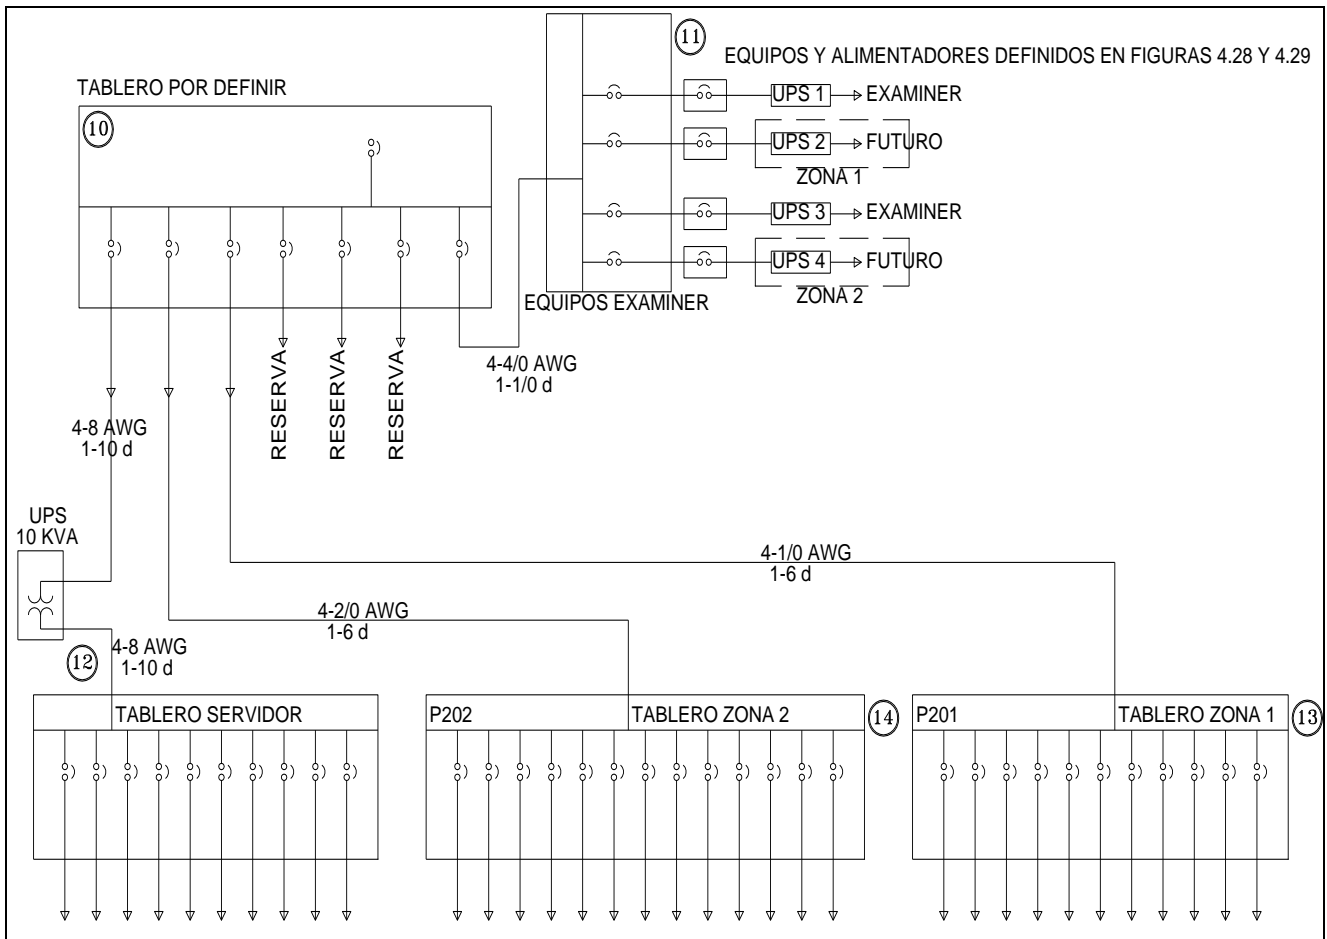 11
EQUIPOS Y ALIMENTADORES DEFINIDOS EN FIGURAS 4.28 Y 4.29
TABLERO POR DEFINIR
10
UPS 1
EXAMINER
UPS 2
FUTURO
ZONA 1
UPS 3
EXAMINER
UPS 4
FUTURO
ZONA 2
EQUIPOS EXAMINER
RESERVA
RESERVA
RESERVA
4-4/0 AWG
1-1/0 d
4-8 AWG
1-10 d
UPS
10 KVA
4-1/0 AWG
1-6 d
4-2/0 AWG
1-6 d
4-8 AWG
1-10 d
12
TABLERO SERVIDOR
P202
TABLERO ZONA 2
14
P201
TABLERO ZONA 1
13